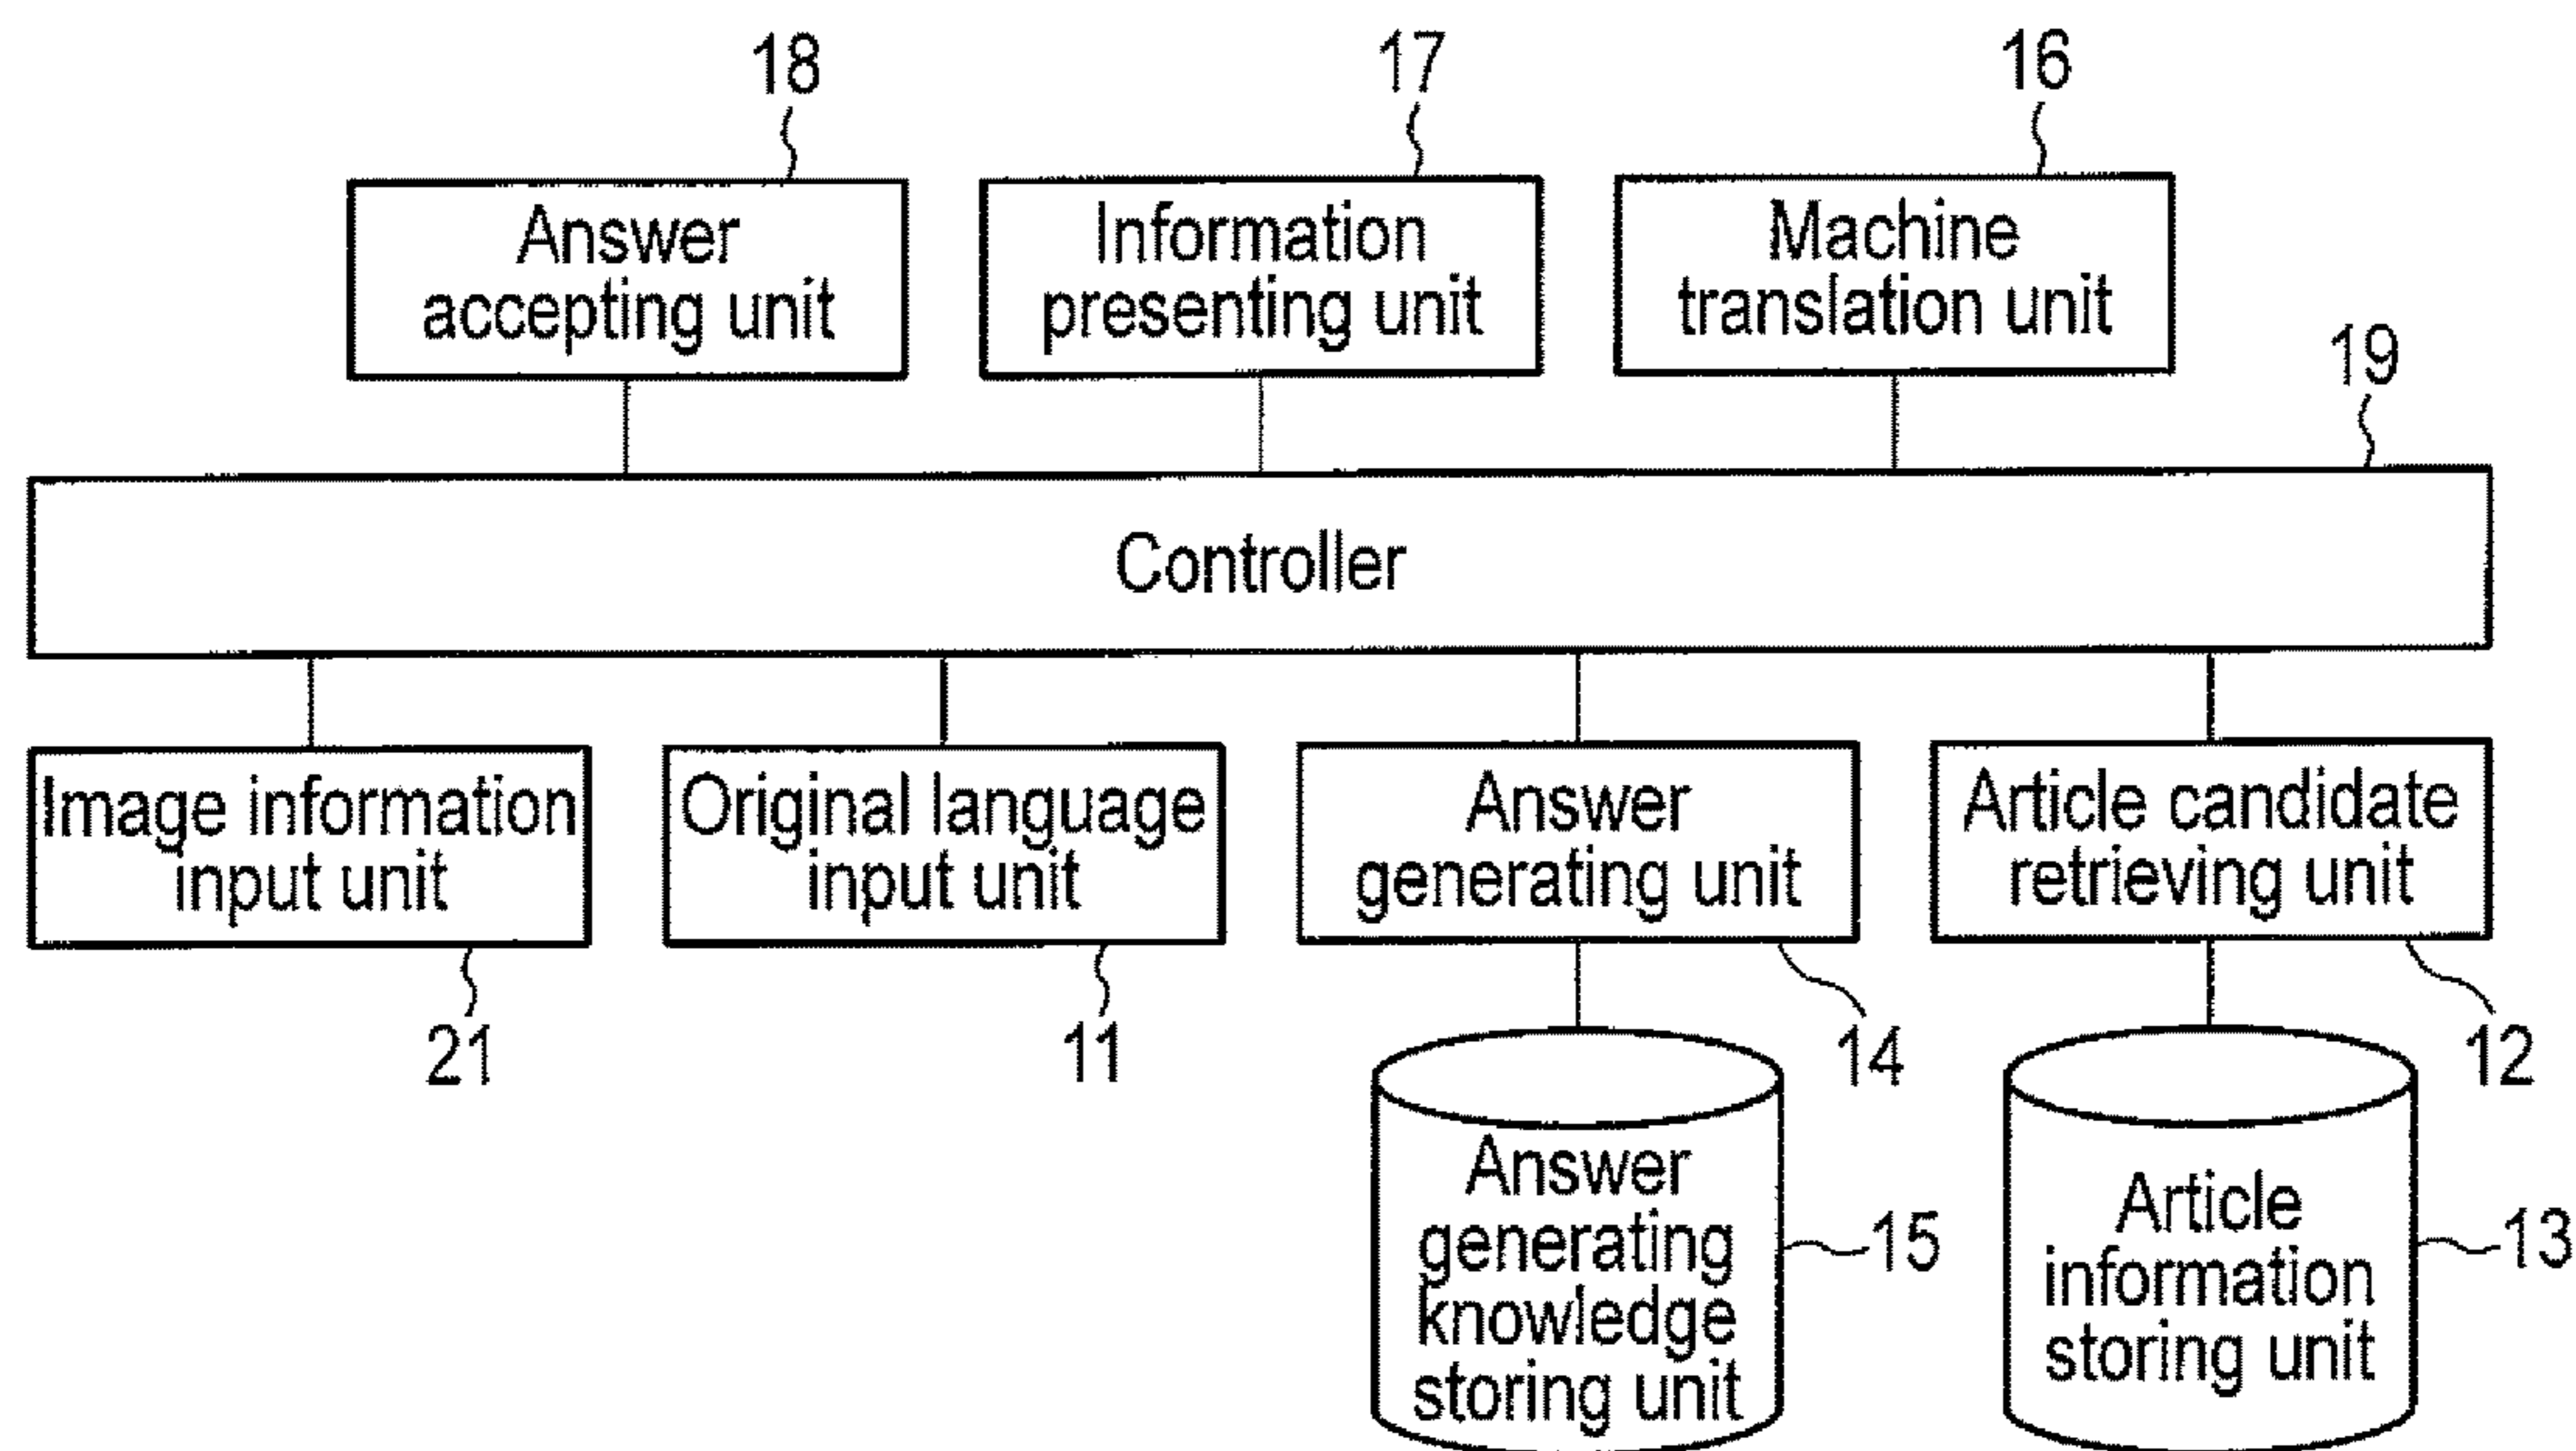 18
17
16
Answer
accepting unit
Information
presenting unit
Machine
translation unit
19
Controller
Image information
input unit
Original language
input unit
Answer
generating unit
Article candidate
retrieving unit
21
11
14
12
Answer
generating
knowledge
storing unit
15
Article
information
storing unit
13